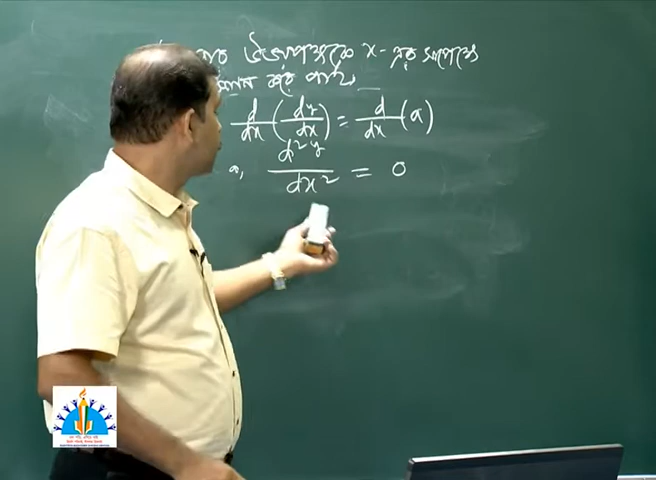 উভয়পক্ষকে x-এর সাপেক্ষে
করে পাই,
d/dx (dy/dx) = d/dx (a)
বা, d²y/dx² = 0